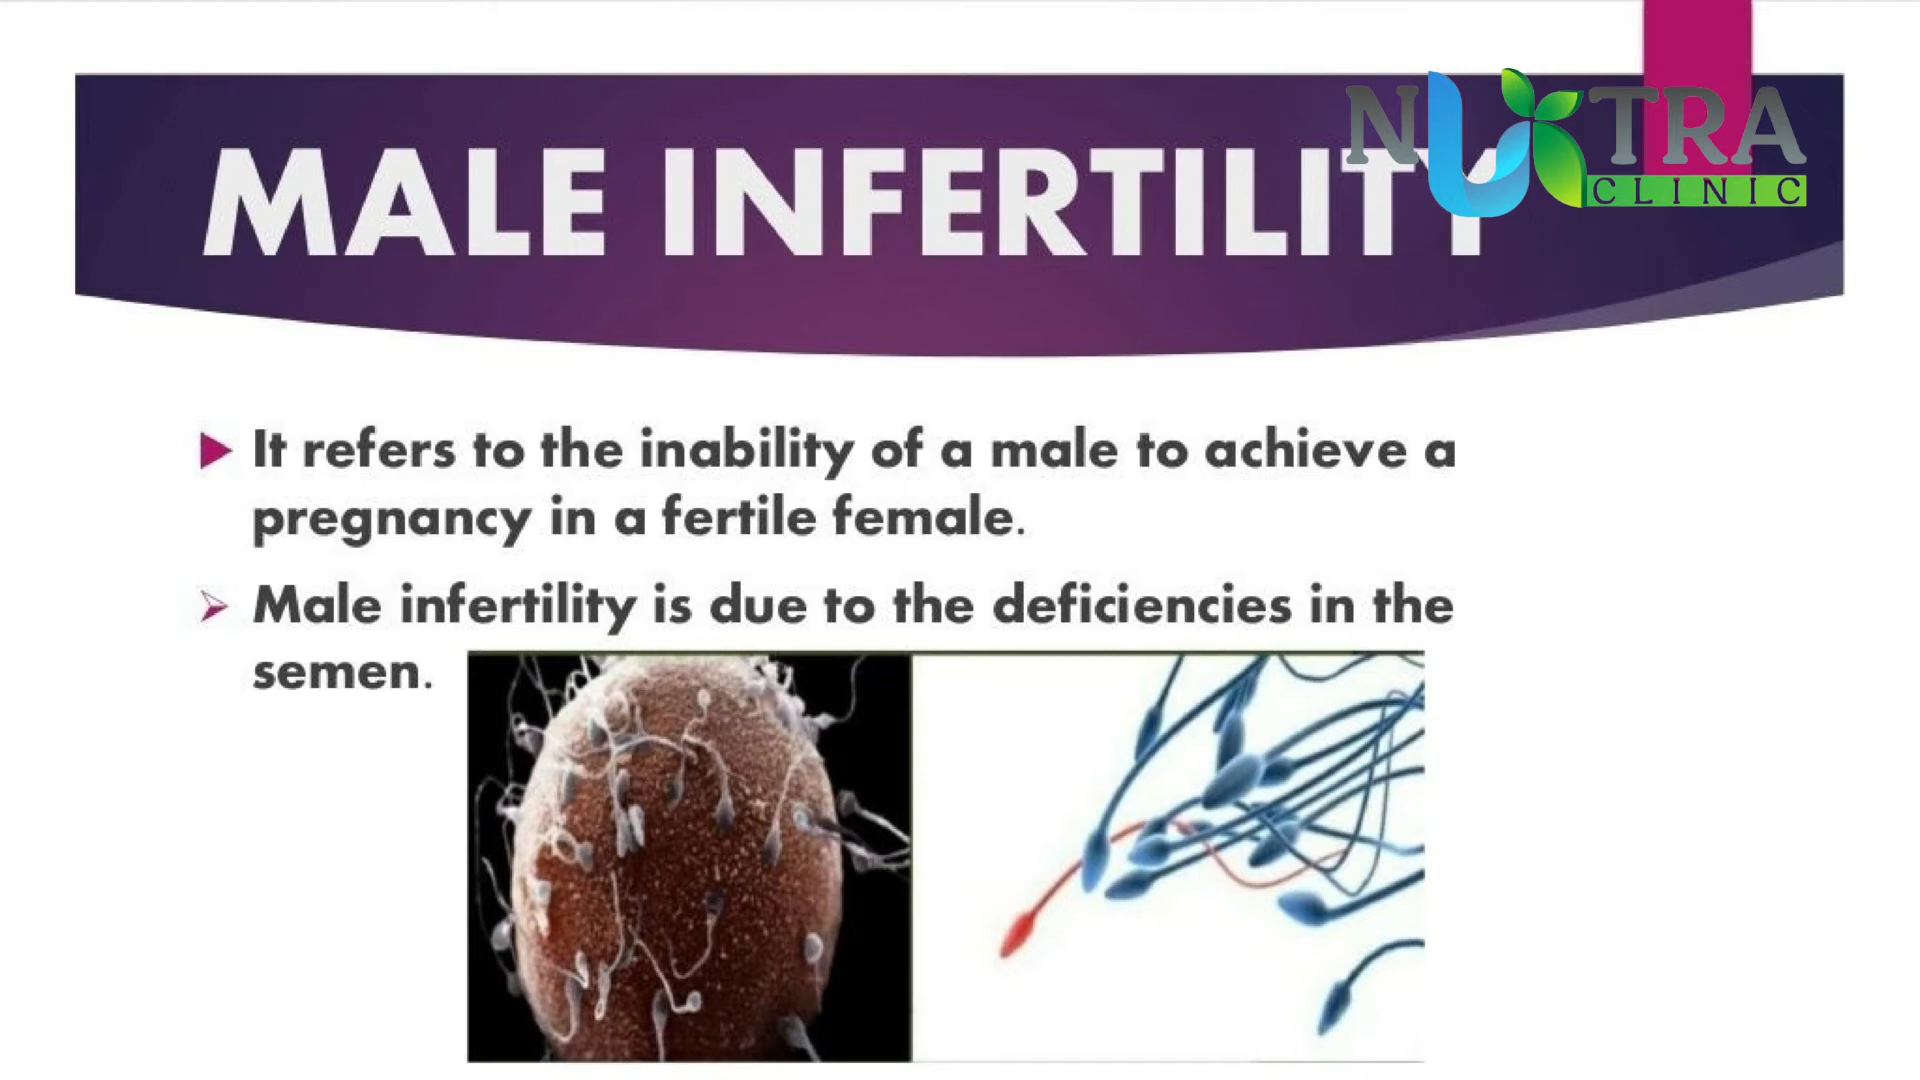 NUTRA
CLINIC
MALE INFERTILITY
It refers to the inability of a male to achieve a
pregnancy in a fertile female.
Male infertility is due to the deficiencies in the
semen.